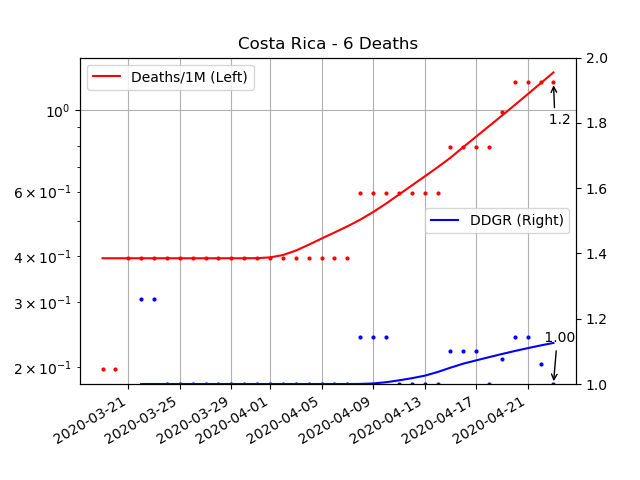 Costa Rica - 6 Deaths
Deaths/1M (Left)
DDGR (Right)
10⁰
6 × 10⁻¹
4 × 10⁻¹
3 × 10⁻¹
2 × 10⁻¹
2.0
1.8
1.6
1.4
1.2
1.0
1.2
1.00
2020-03-21
2020-03-25
2020-03-29
2020-04-01
2020-04-05
2020-04-09
2020-04-13
2020-04-17
2020-04-21